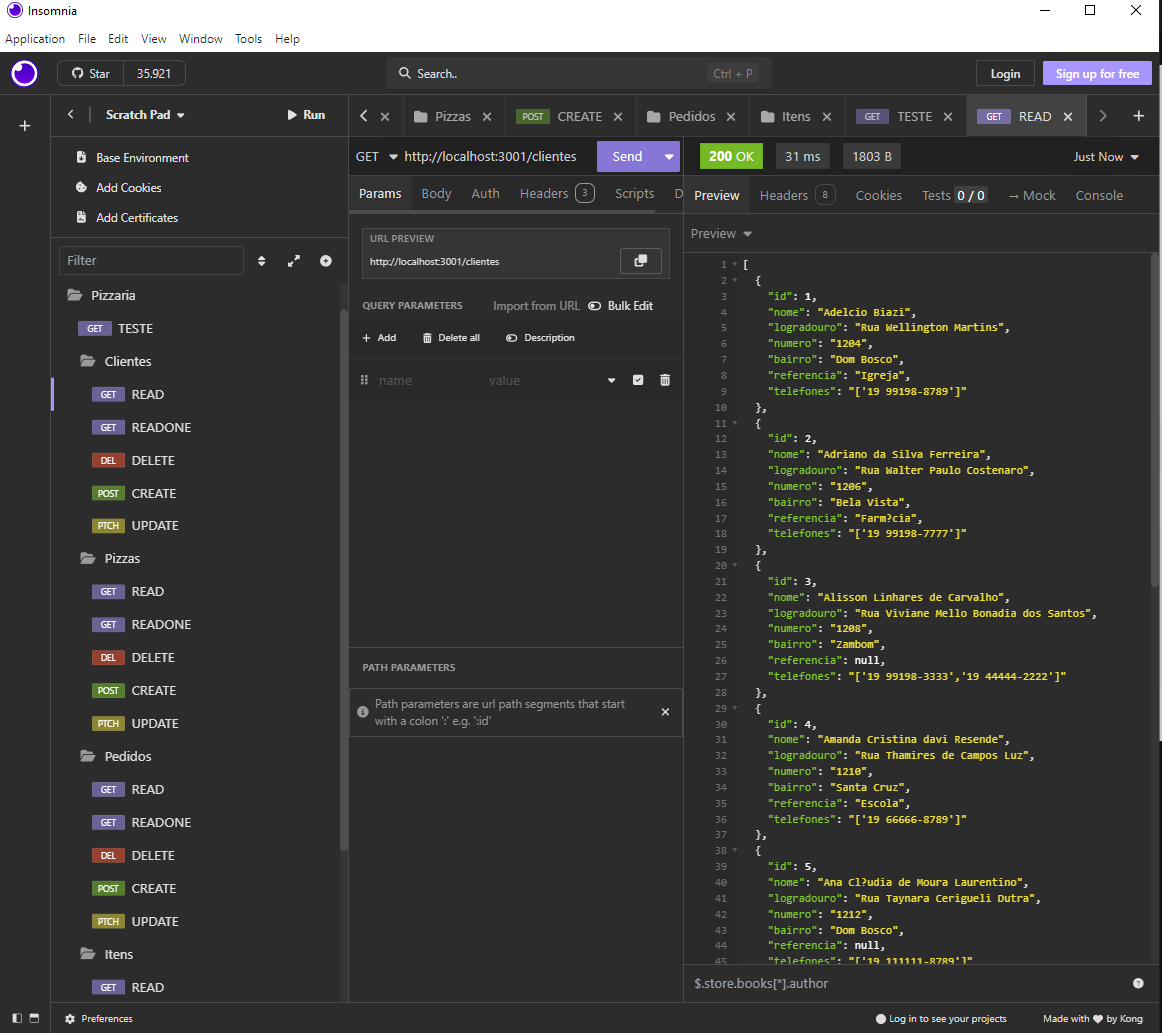 Insomnia
Application File Edit View Window Tools Help
Star 35.921
Search..
Ctrl + P
Login
Sign up for free
Scratch Pad
Run
Base Environment
Add Cookies
Add Certificates
Filter
Pizzaria
GET TESTE
Clientes
GET READ
GET READONE
DEL DELETE
POST CREATE
PTCH UPDATE
Pizzas
GET READ
GET READONE
DEL DELETE
POST CREATE
PTCH UPDATE
Pedidos
GET READ
GET READONE
DEL DELETE
POST CREATE
PTCH UPDATE
Itens
GET READ
Pizzas
POST CREATE
Pedidos
Itens
GET TESTE
GET READ
GET http://localhost:3001/clientes
Send
Params Body Auth Headers 3 Scripts D
URL PREVIEW
http://localhost:3001/clientes
QUERY PARAMETERS Import from URL Bulk Edit
+ Add Delete all Description
name value
PATH PARAMETERS
Path parameters are url path segments that start
with a colon ':' e.g. ':id'
200 OK 31 ms 1803 B Just Now
Preview Headers 8 Cookies Tests 0 / 0 → Mock Console
Preview
1 [
2 {
3 "id": 1,
4 "nome": "Adelcio Biazi",
5 "logradouro": "Rua Wellington Martins",
6 "numero": "1204",
7 "bairro": "Dom Bosco",
8 "referencia": "Igreja",
9 "telefones": "['19 99198-8789']"
10 },
11 {
12 "id": 2,
13 "nome": "Adriano da Silva Ferreira",
14 "logradouro": "Rua Walter Paulo Costenaro",
15 "numero": "1206",
16 "bairro": "Bela Vista",
17 "referencia": "Farm?cia",
18 "telefones": "['19 99198-7777']"
19 },
20 {
21 "id": 3,
22 "nome": "Alisson Linhares de Carvalho",
23 "logradouro": "Rua Viviane Mello Bonadia dos Santos",
24 "numero": "1208",
25 "bairro": "Zambom",
26 "referencia": null,
27 "telefones": "['19 99198-3333','19 44444-2222']"
28 },
29 {
30 "id": 4,
31 "nome": "Amanda Cristina davi Resende",
32 "logradouro": "Rua Thamires de Campos Luz",
33 "numero": "1210",
34 "bairro": "Santa Cruz",
35 "referencia": "Escola",
36 "telefones": "['19 66666-8789']"
37 },
38 {
39 "id": 5,
40 "nome": "Ana Cl?udia de Moura Laurentino",
41 "logradouro": "Rua Taynara Cerigueli Dutra",
42 "numero": "1212",
43 "bairro": "Dom Bosco",
44 "referencia": null,
45 "telefones": "['19 111111-8789']"
$.store.books[*].author
Preferences
Log in to see your projects
Made with ❤ by Kong